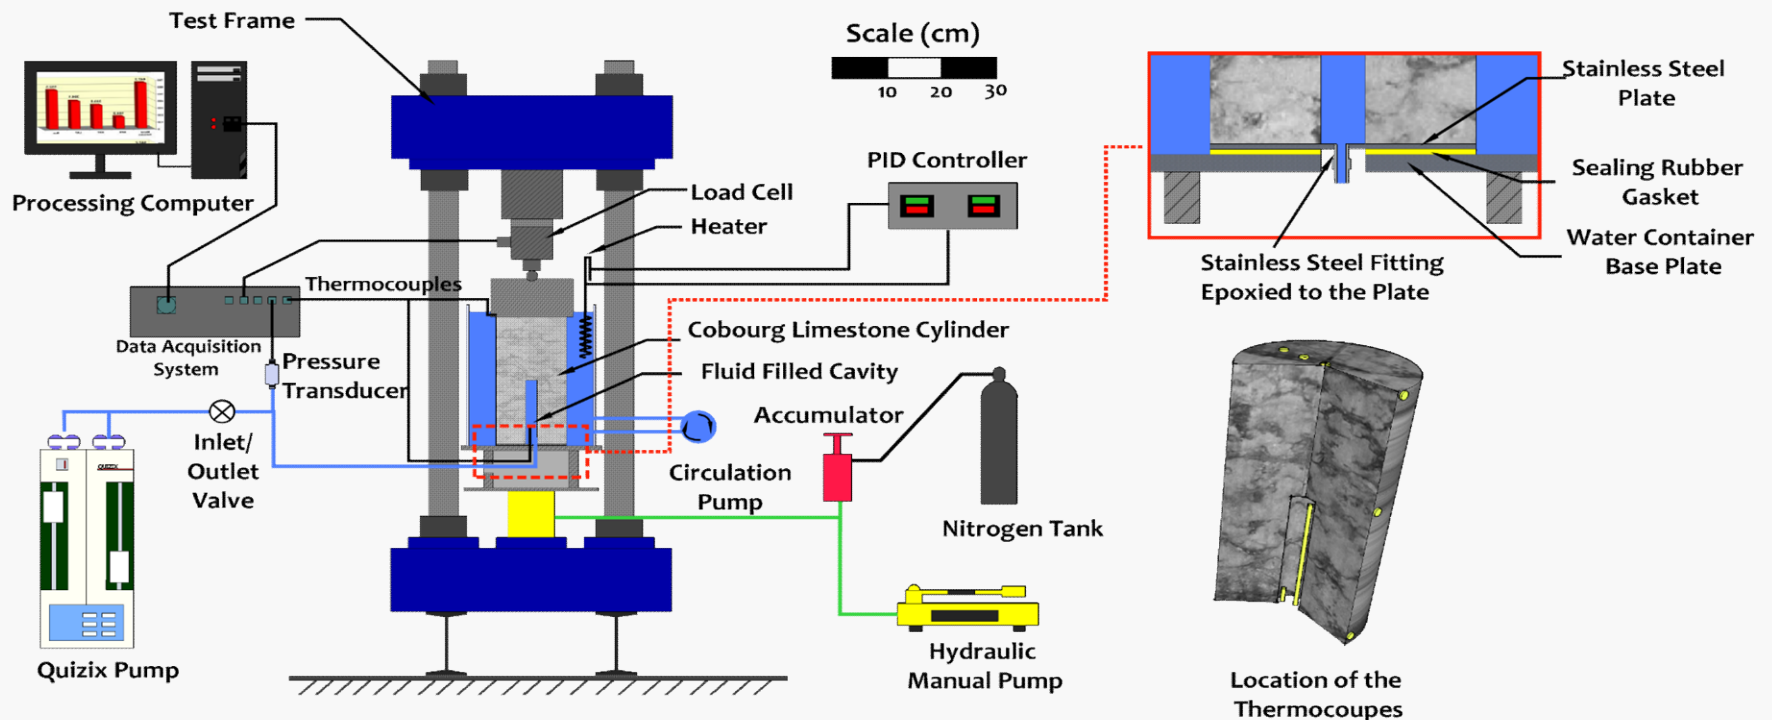 Test Frame
Scale (cm)
10 20 30
Processing Computer
Load Cell
Heater
PID Controller
Stainless Steel
Plate
Sealing Rubber
Gasket
Water Container
Base Plate
Stainless Steel Fitting
Epoxied to the Plate
Thermocouples
Data Acquisition
System
Pressure
Transducer
Cobourg Limestone Cylinder
Fluid Filled Cavity
Accumulator
Inlet/
Outlet
Valve
Circulation
Pump
Nitrogen Tank
QUIZIX
Quizix Pump
Hydraulic
Manual Pump
Location of the
Thermocoupes